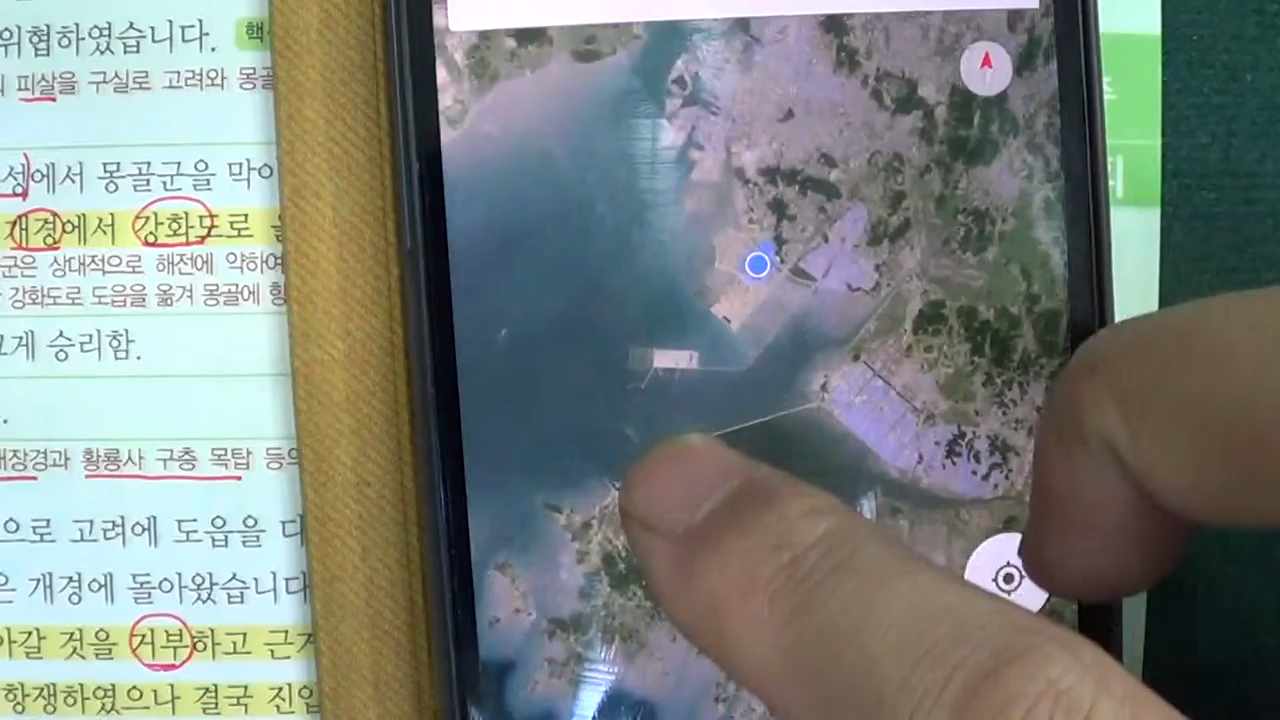 위협하였습니다.
핵
피살을 구실로 고려와 몽골
성에서 몽골군을 막아
개경에서 강화도로
군은 상대적으로 해전에 약하여
강화도로 도읍을 옮겨 몽골에 항
크게 승리함.
대장경과 황룡사 구층 목탑 등의
으로 고려에 도읍을 다
은 개경에 돌아왔습니다
아갈 것을 거부하고 근거
항쟁하였으나 결국 진압